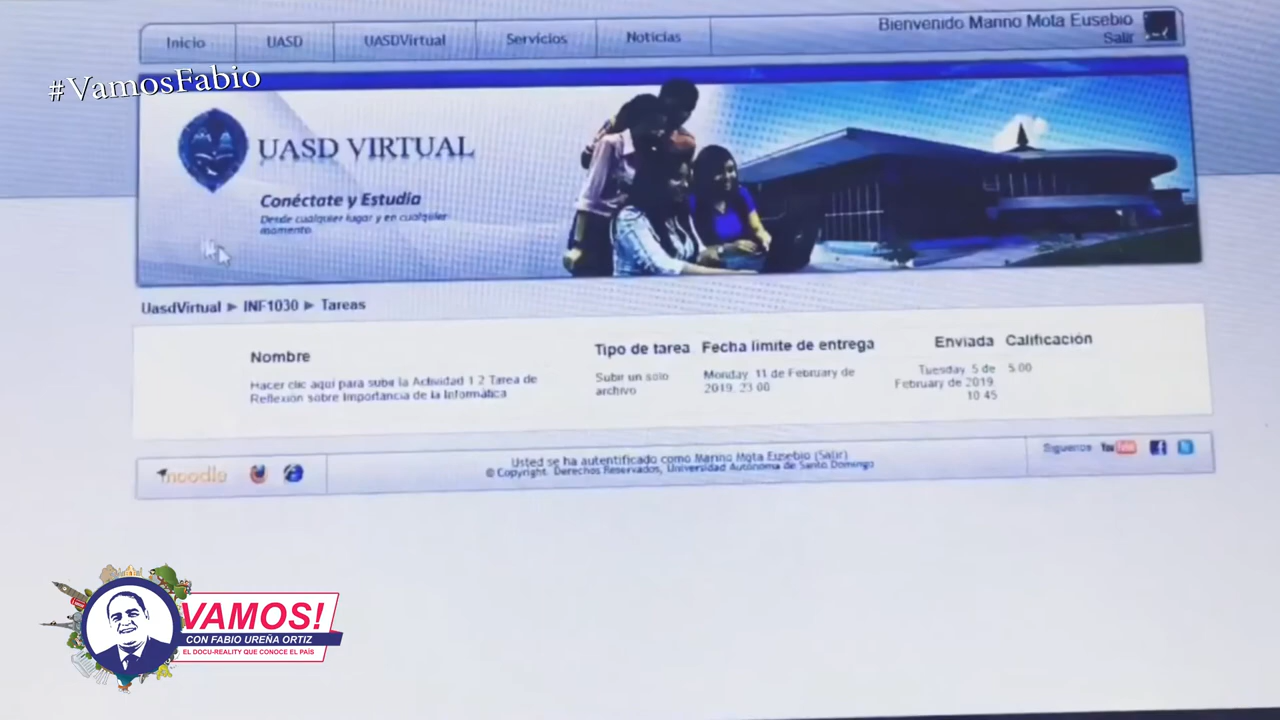 Inicio UASD UASDVirtual Servicios Noticias
Bienvenido Marino Mota Eusebio
Salir
#VamosFabio
UASD VIRTUAL
Conéctate y Estudia
Desde cualquier lugar y en cualquier
momento
UasdVirtual ► INF1030 ► Tareas
Nombre Tipo de tarea Fecha límite de entrega Enviada Calificación
Hacer clic aquí para subir la Actividad 1.2 Tarea de
Reflexión sobre Importancia de la Informática
Subir un solo
archivo
Monday, 11 de February de
2019, 23:00
Tuesday, 5 de
February de 2019,
10:45
5.00
moodle
Usted se ha autentificado como Marino Mota Eusebio (Salir)
© Copyright. Derechos Reservados, Universidad Autónoma de Santo Domingo
Síguenos YouTube
VAMOS!
CON FABIO UREÑA ORTIZ
EL DOCU-REALITY QUE CONOCE EL PAÍS